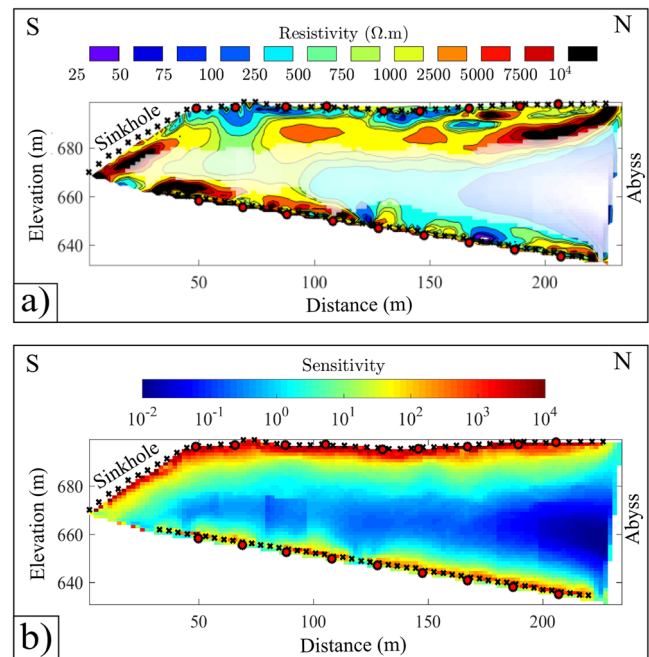 S
N
Resistivity (Ω.m)
25 50 75 100 250 500 750 1000 2500 5000 7500 10⁴
Sinkhole
Elevation (m)
680
660
640
Abyss
50 100 150 200
Distance (m)
a)
S
N
Sensitivity
10⁻² 10⁻¹ 10⁰ 10¹ 10² 10³ 10⁴
Sinkhole
Elevation (m)
680
660
640
Abyss
50 100 150 200
Distance (m)
b)